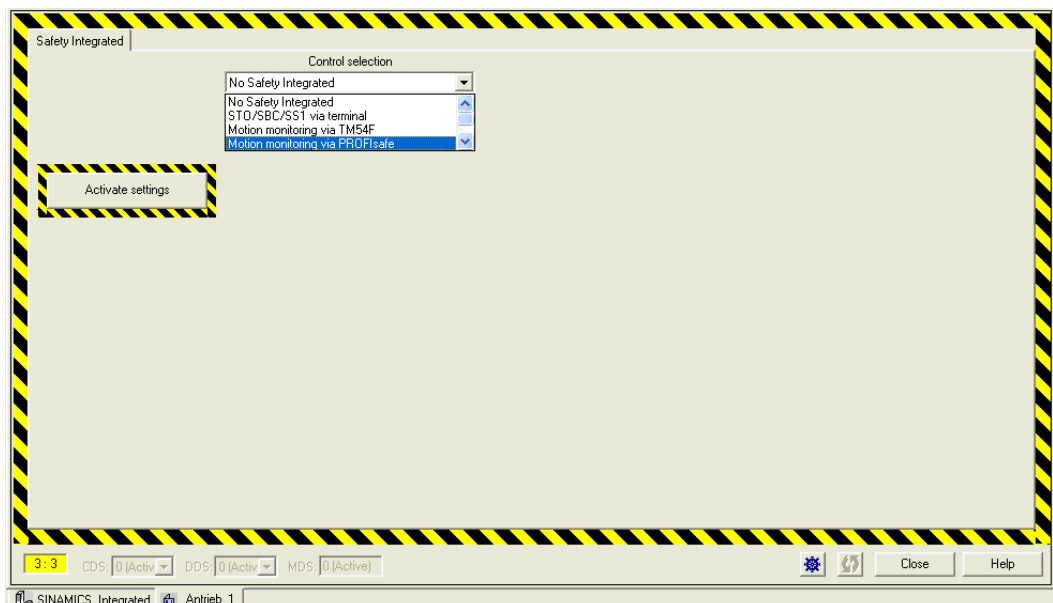 Safety Integrated
Control selection
No Safety Integrated
No Safety Integrated
STO/SBC/SS1 via terminal
Motion monitoring via TM54F
Motion monitoring via PROFIsafe
Activate settings
3:3 CDS: 0 (Activ DDS: 0 (Activ MDS: 0 (Active) Close Help
SINAMICS_Integrated Antrieb_1